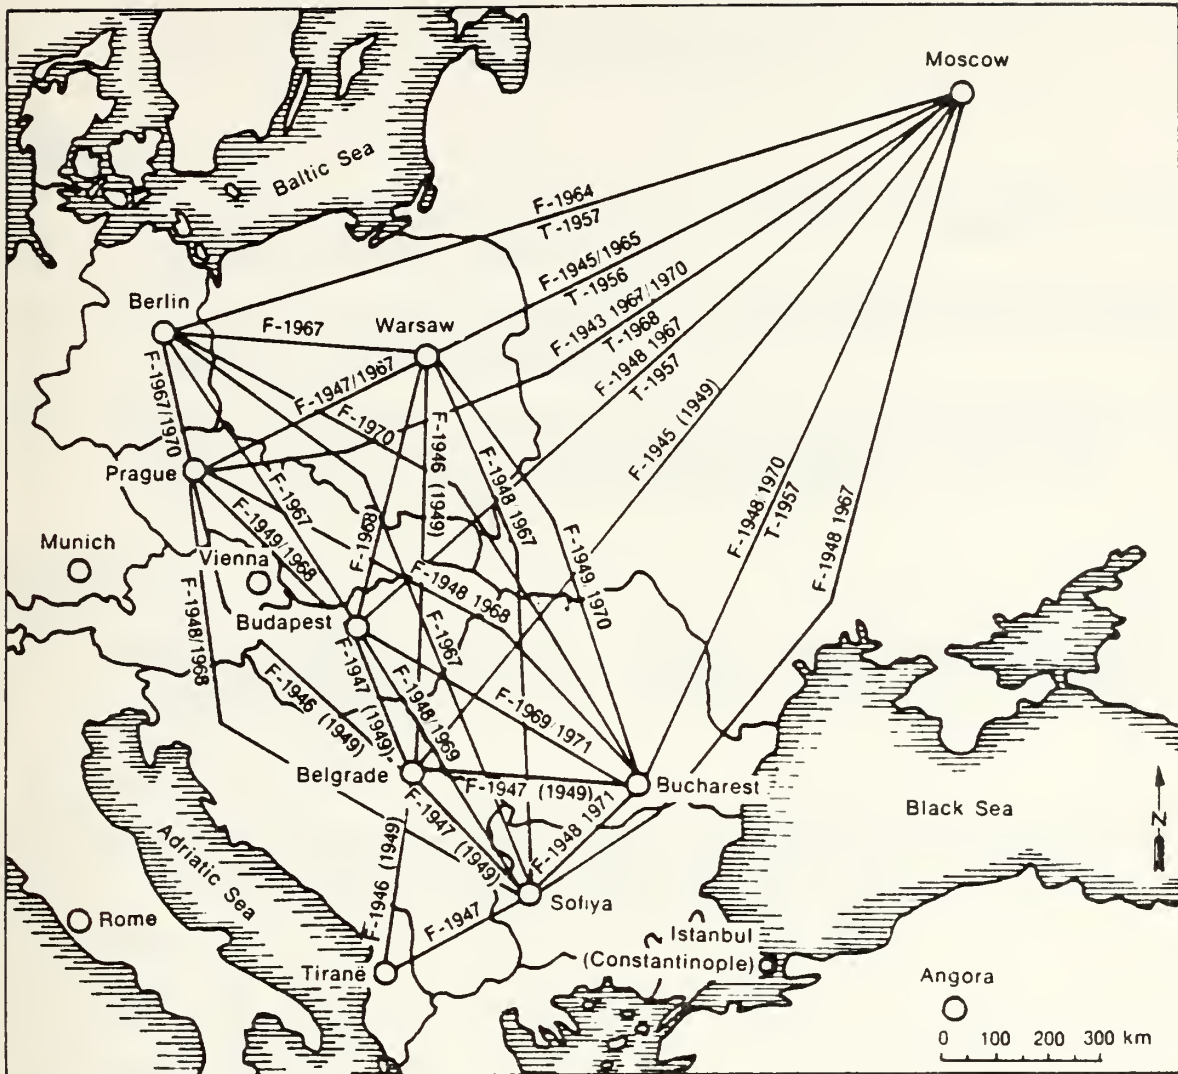 Moscow
Baltic Sea
F-1964
T-1957
F-1945/1965
T-1956
F-1943 1967/1970
T-1968
F-1948 1967
T-1957
Berlin
F-1967
Warsaw
F-1947/1967
F-1967/1970
F-1970
F-1946 (1949)
F-1948 1967
F-1945 (1949)
F-1948 1970
T-1957
F-1948 1967
Prague
F-1967
F-1949/1968
F-1968
F-1949 1970
Munich
Vienna
F-1948 1968
Budapest
F-1967
F-1948/1968
F-1946 (1949)
F-1947 (1949)
F-1948/1969
F-1969/1971
Belgrade
F-1947 (1949)
Bucharest
Black Sea
N
F-1947 (1949)
F-1948 1971
Adriatic Sea
F-1946 (1949)
Sofiya
F-1947
Rome
Istanbul
(Constantinople)
Tiranë
Angora
0 100 200 300 km